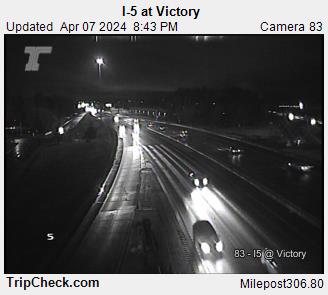 I-5 at Victory
Updated Apr 07 2024 8:43 PM Camera 83
T
S
83 - I5 @ Victory
TripCheck.com Milepost306.80